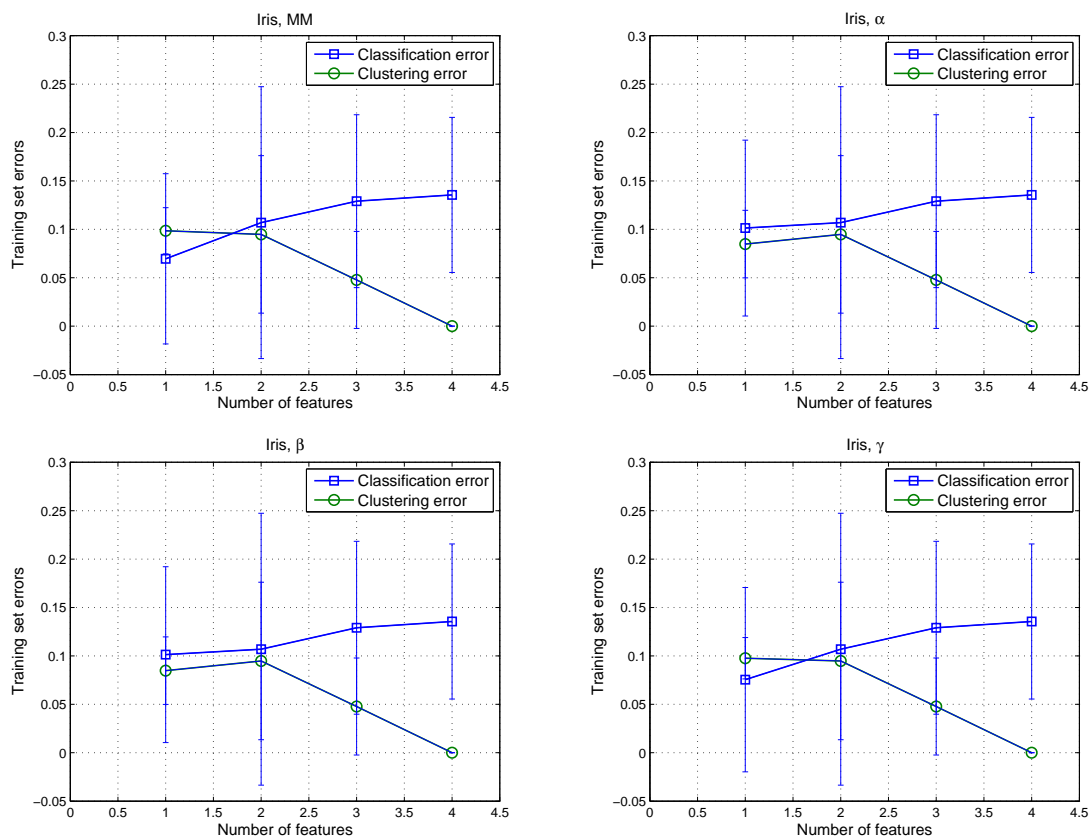 Iris, MM
0.3
0.25
0.2
0.15
0.1
0.05
0
−0.05
Training set errors
Classification error
Clustering error
0 0.5 1 1.5 2 2.5 3 3.5 4 4.5
Number of features
Iris, α
0.3
0.25
0.2
0.15
0.1
0.05
0
−0.05
Training set errors
Classification error
Clustering error
0 0.5 1 1.5 2 2.5 3 3.5 4 4.5
Number of features
Iris, β
0.3
0.25
0.2
0.15
0.1
0.05
0
−0.05
Training set errors
Classification error
Clustering error
0 0.5 1 1.5 2 2.5 3 3.5 4 4.5
Number of features
Iris, γ
0.3
0.25
0.2
0.15
0.1
0.05
0
−0.05
Training set errors
Classification error
Clustering error
0 0.5 1 1.5 2 2.5 3 3.5 4 4.5
Number of features